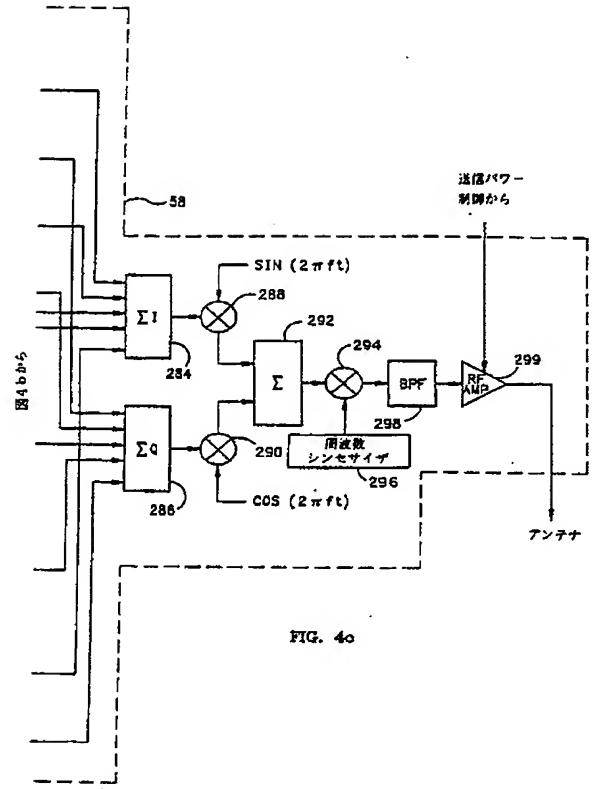 送信パワー
制御から
58
SIN (2πft)
288
292
ΣI
284
294
299
Σ
BPF
RF
AMP.
298
図4bから
ΣQ
290
周波数
シンセサイザ
296
286
COS (2πft)
アンテナ
FIG. 4c